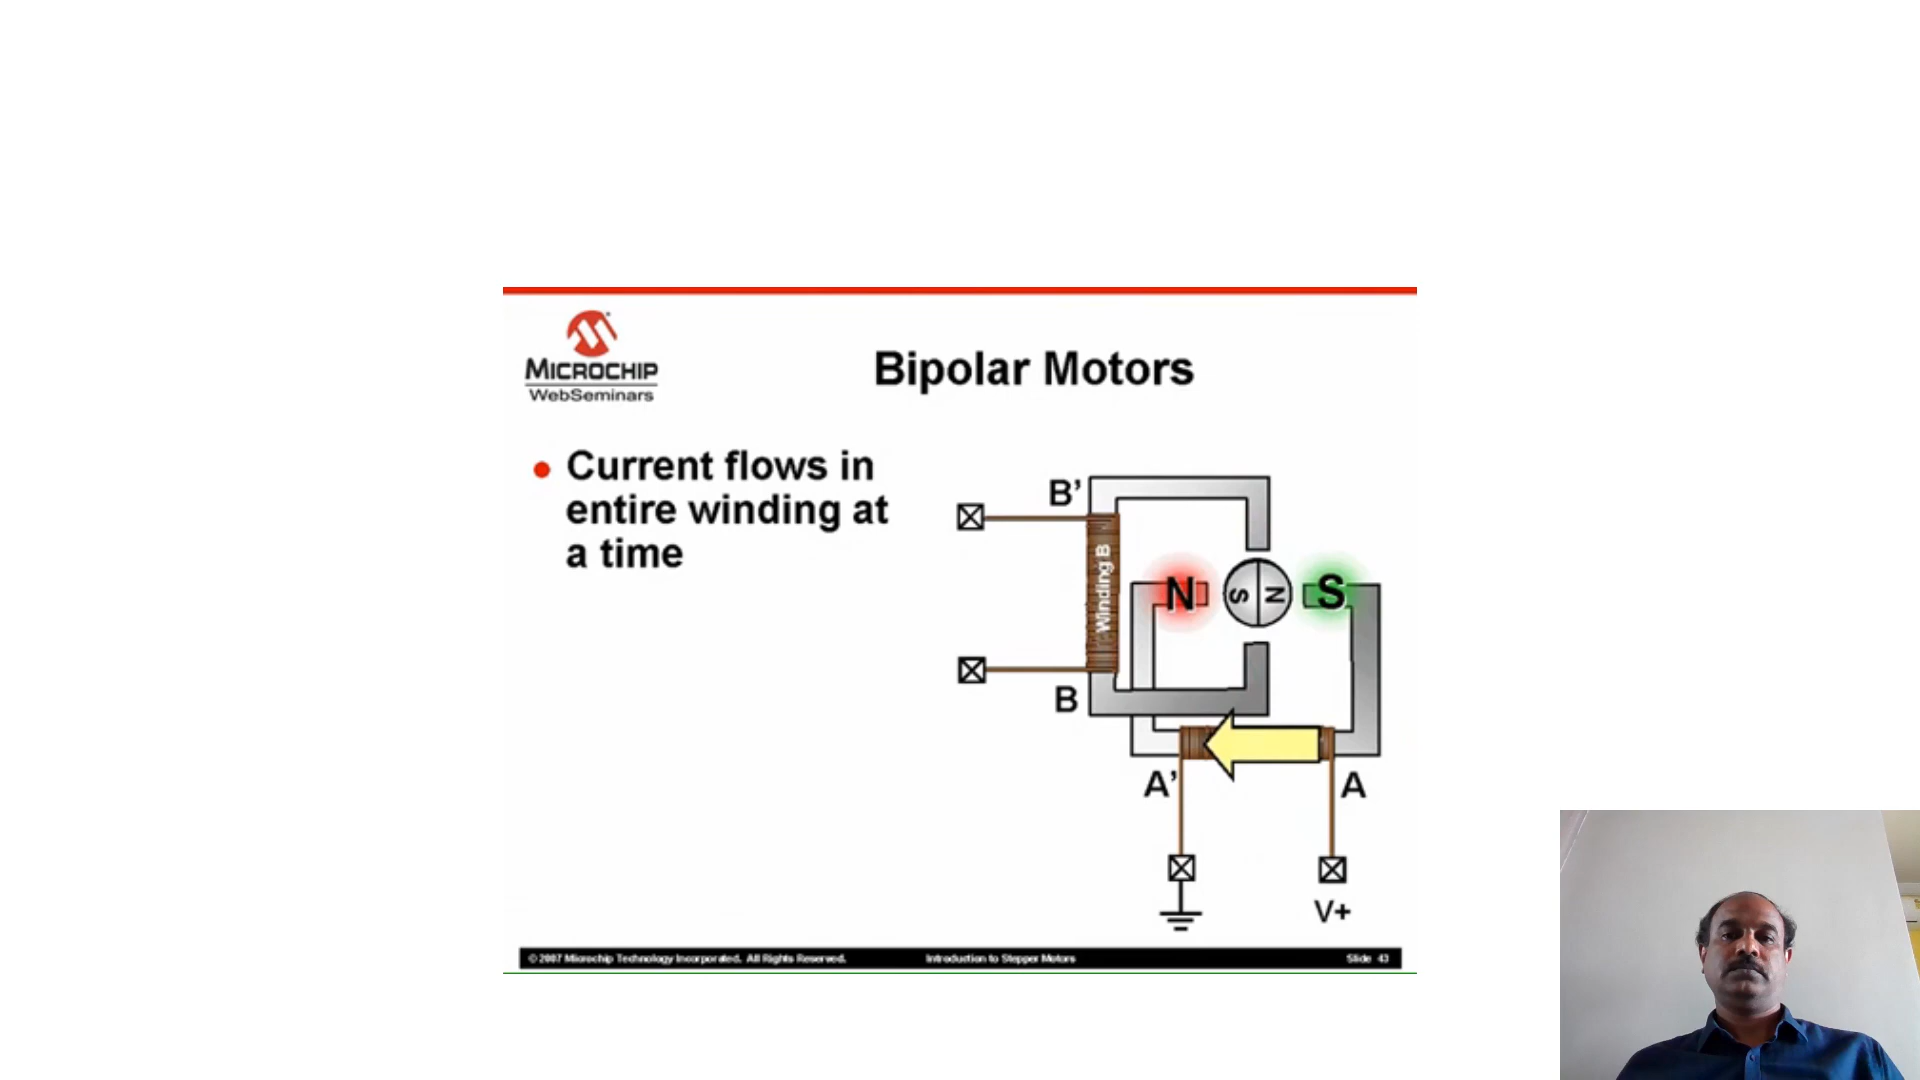 MICROCHIP
WebSeminars
Bipolar Motors
Current flows in
entire winding at
a time
B'
Winding B
N
S
N
S
B
A'
A
V+
© 2007 Microchip Technology Incorporated. All Rights Reserved.
Introduction to Stepper Motors
Slide 43